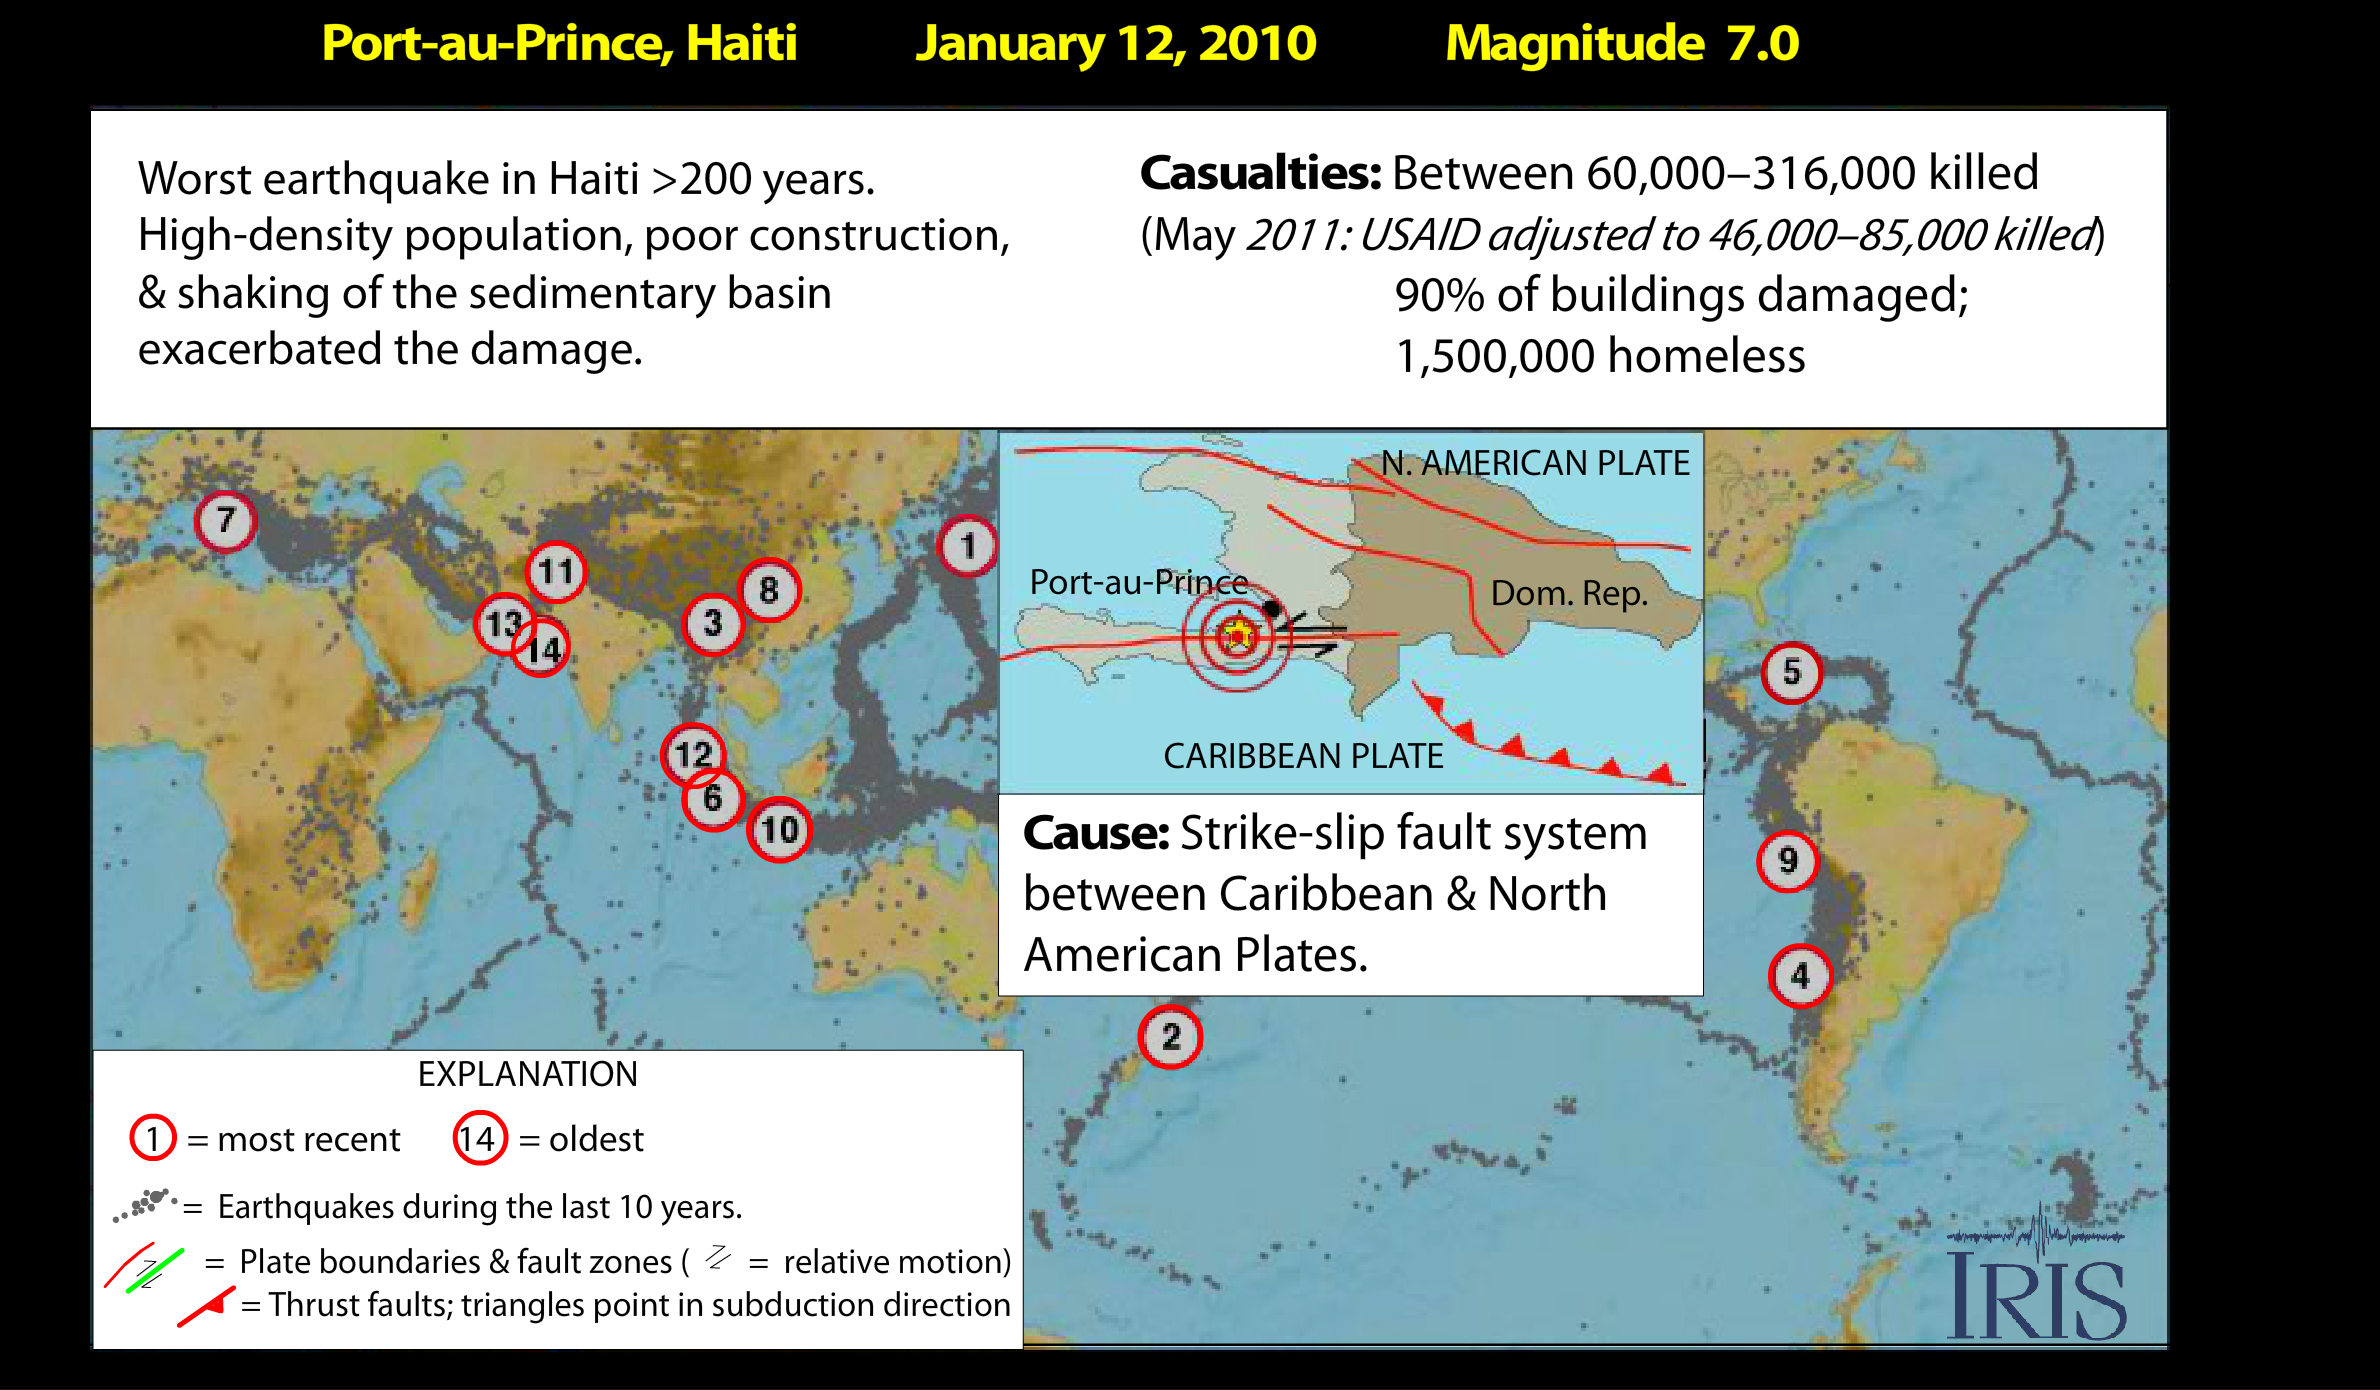 Port-au-Prince, Haiti January 12, 2010 Magnitude 7.0
Worst earthquake in Haiti >200 years.
High-density population, poor construction,
& shaking of the sedimentary basin
exacerbated the damage.
Casualties: Between 60,000–316,000 killed
(May 2011: USAID adjusted to 46,000–85,000 killed)
90% of buildings damaged;
1,500,000 homeless
7
11
13
14
3
8
1
12
6
10
N. AMERICAN PLATE
Port-au-Prince
Dom. Rep.
CARIBBEAN PLATE
Cause: Strike-slip fault system
between Caribbean & North
American Plates.
5
9
4
2
EXPLANATION
1 = most recent 14 = oldest
= Earthquakes during the last 10 years.
= Plate boundaries & fault zones ( = relative motion)
= Thrust faults; triangles point in subduction direction
IRIS